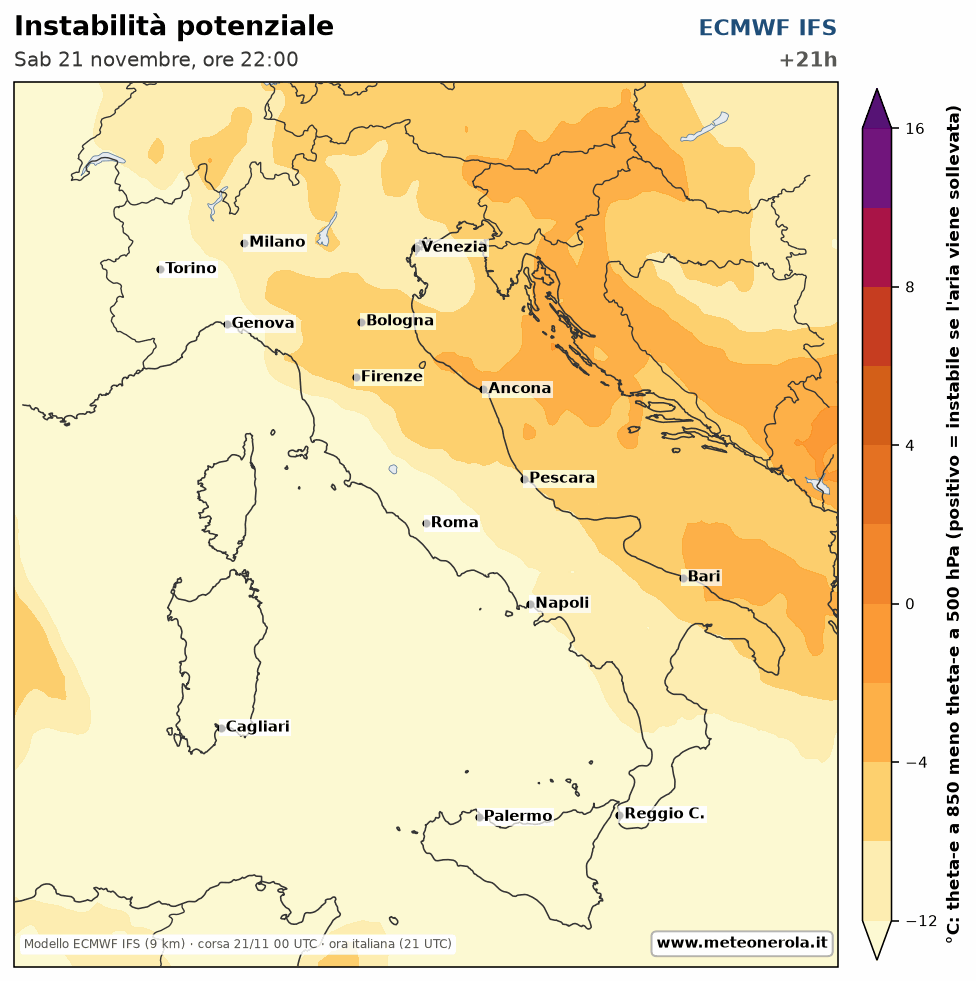 Instabilità potenziale
ECMWF IFS
Sab 21 novembre, ore 22:00
+21h
Milano
Venezia
Torino
Genova
Bologna
Firenze
Ancona
Pescara
Roma
Bari
Napoli
Cagliari
Palermo
Reggio C.
16
8
4
0
−4
−12
°C: theta-e a 850 meno theta-e a 500 hPa (positivo = instabile se l'aria viene sollevata)
Modello ECMWF IFS (9 km) · corsa 21/11 00 UTC · ora italiana (21 UTC)
www.meteonerola.it